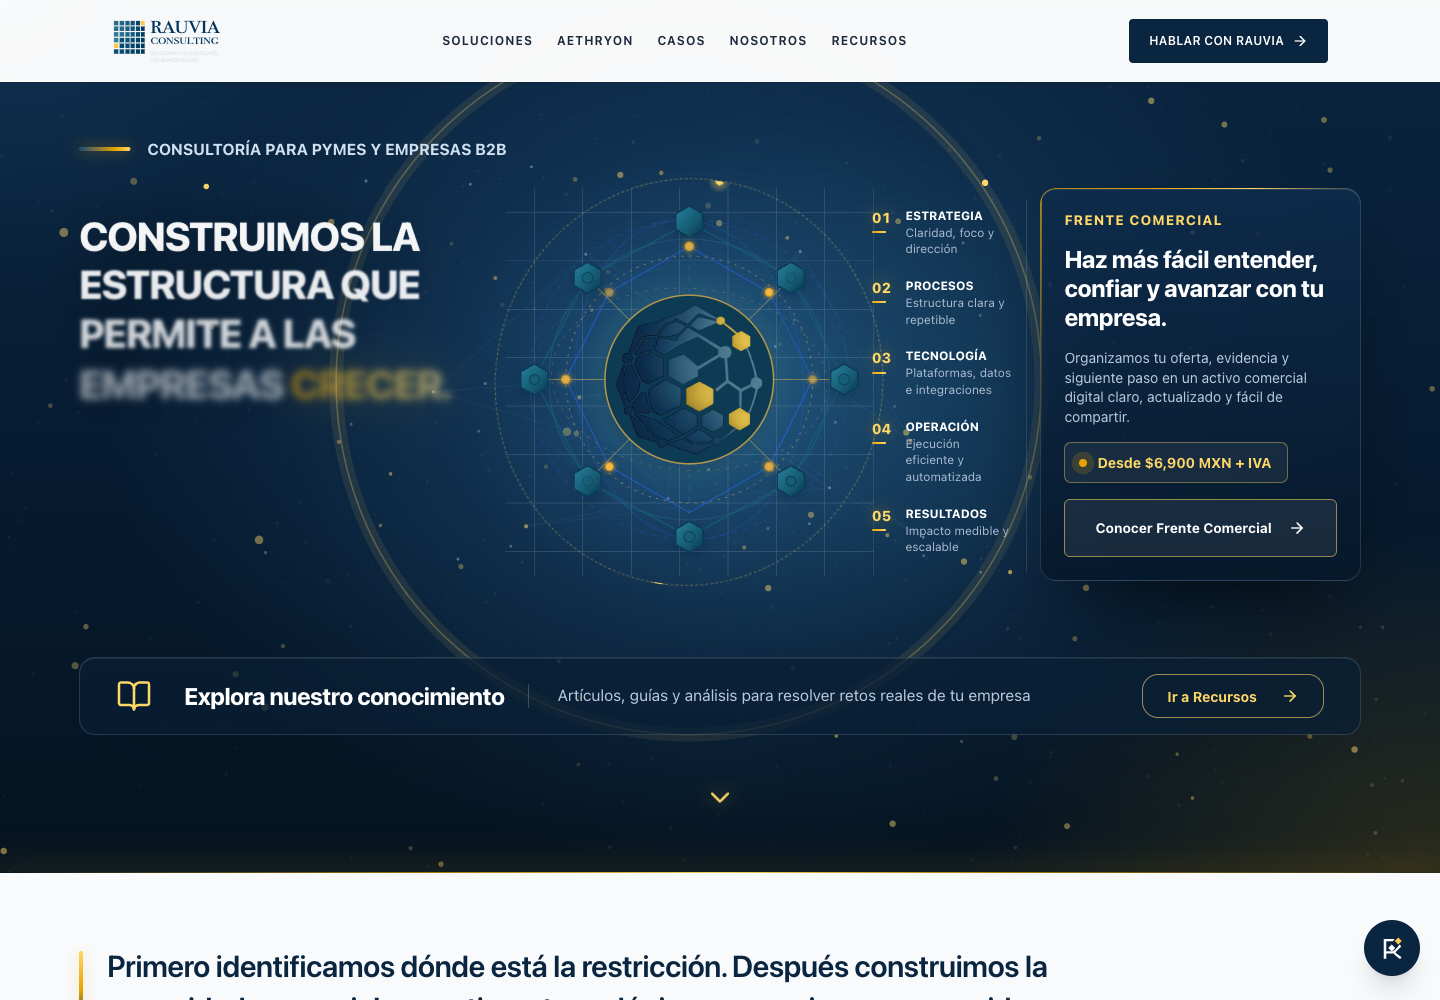 RAUVIA
CONSULTING
SOLUCIONES
AETHRYON
CASOS
NOSOTROS
RECURSOS
HABLAR CON RAUVIA
CONSULTORÍA PARA PYMES Y EMPRESAS B2B
CONSTRUIMOS LA
ESTRUCTURA QUE
PERMITE A LAS
EMPRESAS CRECER.
01 ESTRATEGIA
Claridad, foco y
dirección
02 PROCESOS
Estructura clara y
repetible
03 TECNOLOGÍA
Plataformas, datos
e integraciones
04 OPERACIÓN
Ejecución
eficiente y
automatizada
05 RESULTADOS
Impacto medible y
escalable
FRENTE COMERCIAL
Haz más fácil entender,
confiar y avanzar con tu
empresa.
Organizamos tu oferta, evidencia y
siguiente paso en un activo comercial
digital claro, actualizado y fácil de
compartir.
Desde $6,900 MXN + IVA
Conocer Frente Comercial
Explora nuestro conocimiento
Artículos, guías y análisis para resolver retos reales de tu empresa
Ir a Recursos
Primero identificamos dónde está la restricción. Después construimos la